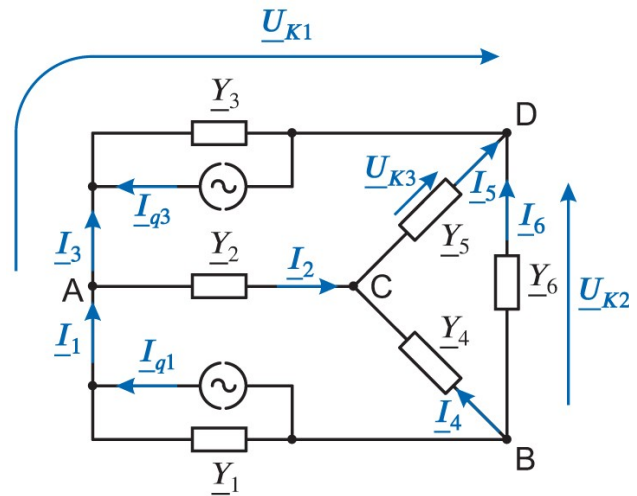 U_K1
Y_3
D
U_K3
I_5
I_q3
I_3
Y_2
I_2
Y_5
I_6
A
C
Y_6
U_K2
I_1
I_q1
Y_4
I_4
B
Y_1